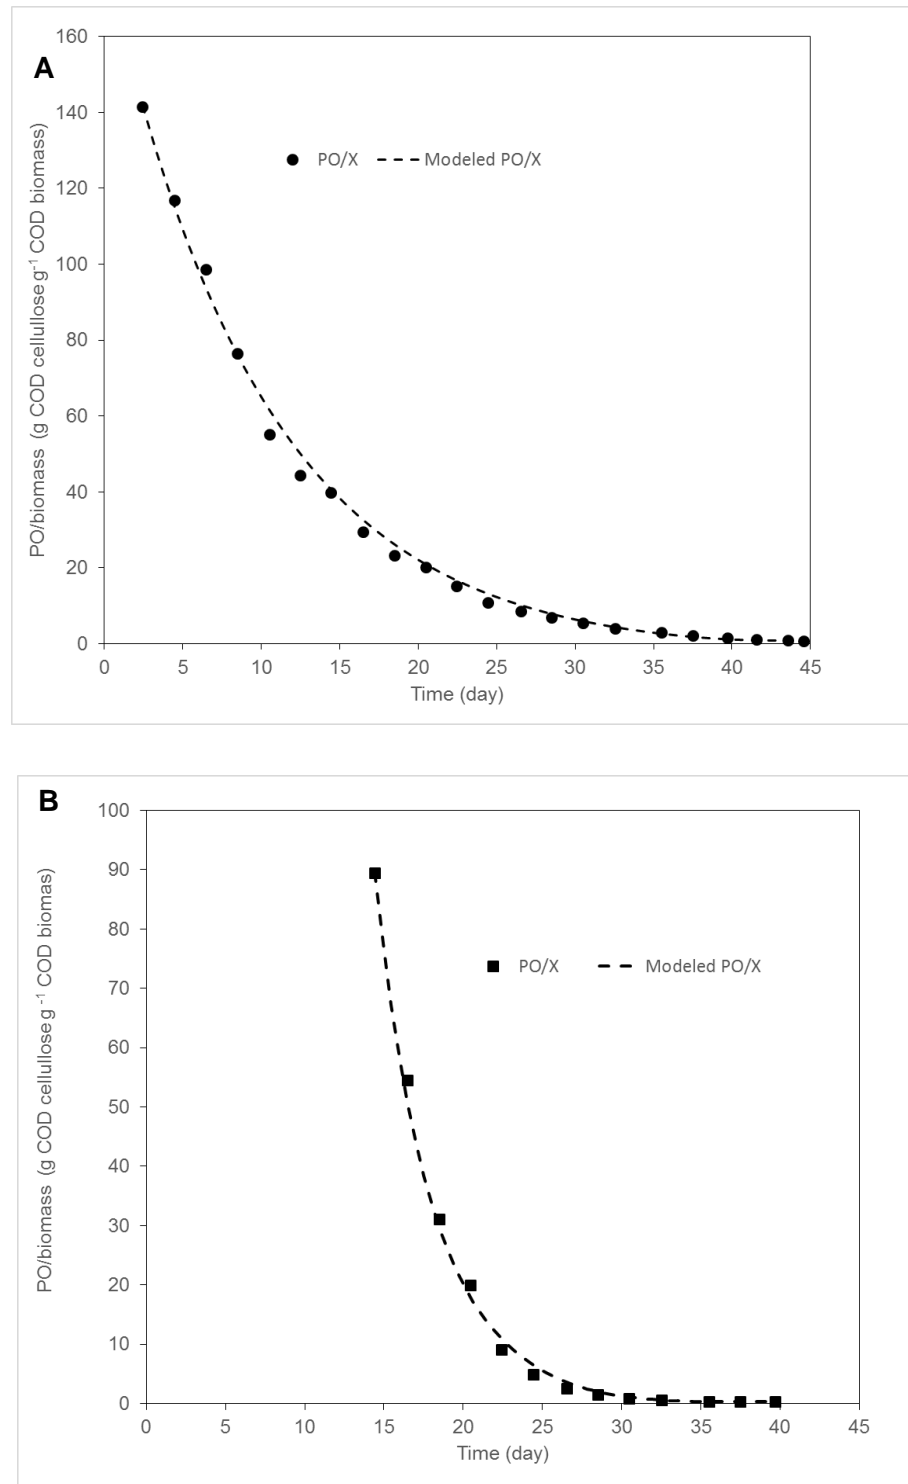 A
160
140
120
100
80
60
40
20
0
PO/biomass (g COD cellullose g-1 COD biomass)
PO/X Modeled PO/X
0 5 10 15 20 25 30 35 40 45
Time (day)
B
100
90
80
70
60
50
40
30
20
10
0
PO/biomass (g COD cellullose g -1 COD biomas)
PO/X Modeled PO/X
0 5 10 15 20 25 30 35 40 45
Time (day)